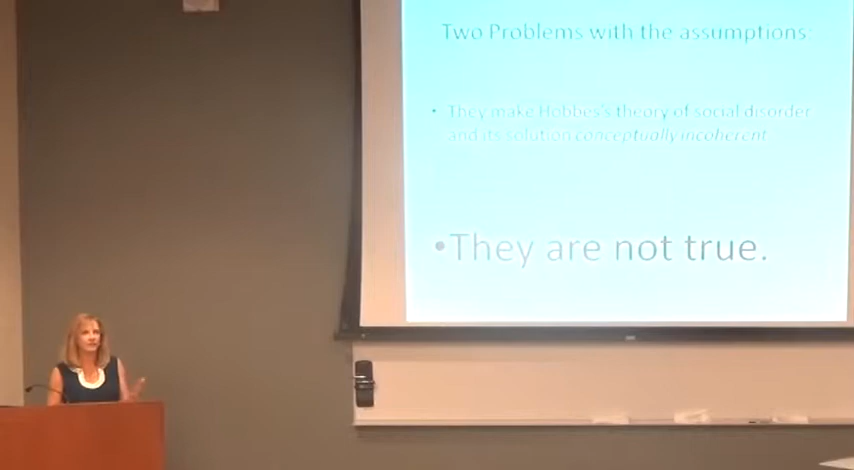 Two Problems with the assumptions:
• They make Hobbes's theory of social disorder
and its solution conceptually incoherent
•They are not true.